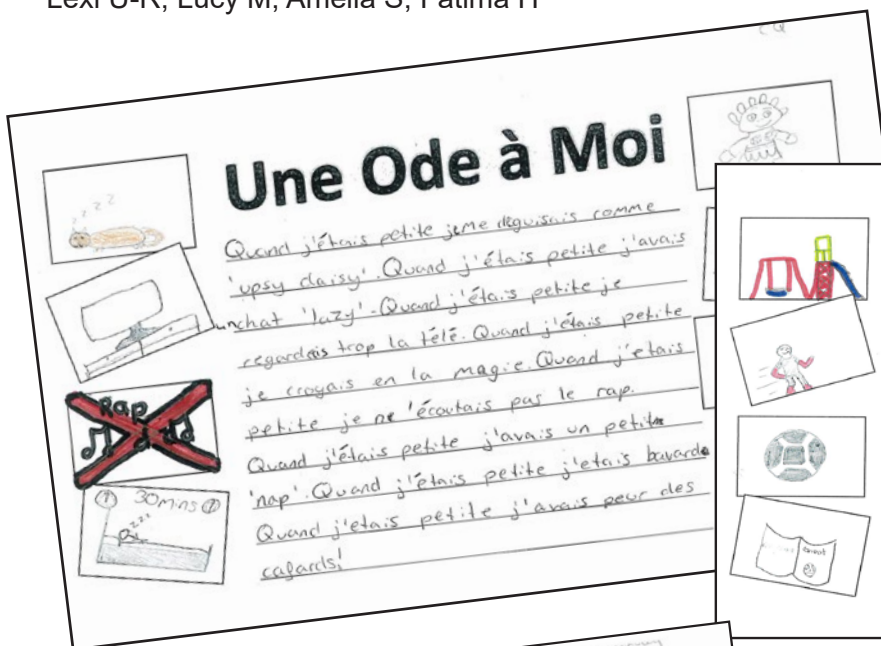 Lexi U-R, Lucy M, Amelia S, Fatima H
Une Ode à Moi
Quand j'étais petite je me déguisais comme
'upsy daisy'. Quand j'étais petite j'avais
un chat 'lazy'. Quand j'étais petite je
regardais trop la télé. Quand j'étais petite
je croyais en la magie. Quand j'etais
petite je ne l'écoutais pas le rap.
Quand j'étais petite j'avais un petit
'nap'. Quand j'étais petite j'etais bavarde
Quand j'etais petite j'avais peur des
cafards!
zzzz
Rap
30mins
zzz